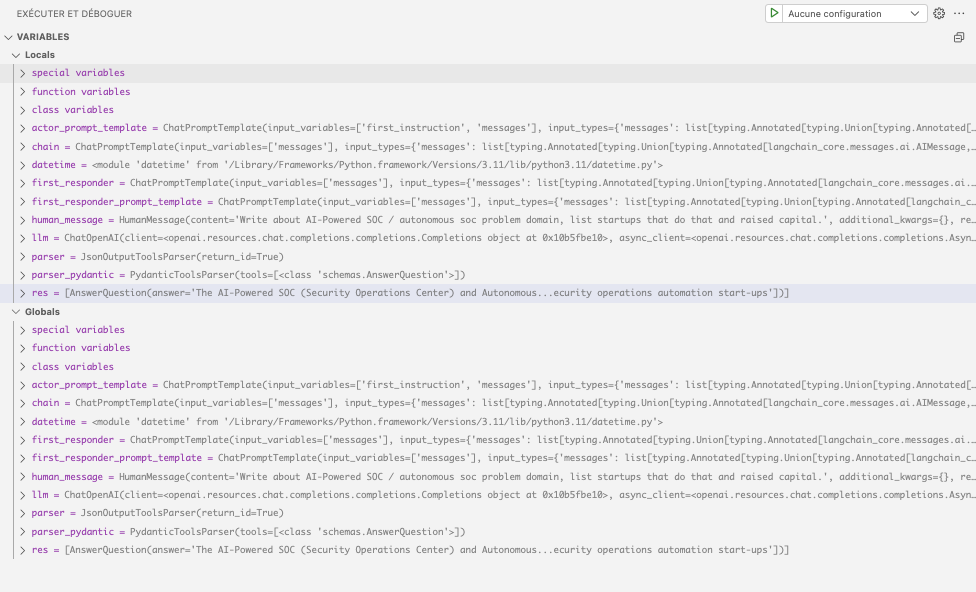 EXÉCUTER ET DÉBOGUER
Aucune configuration
VARIABLES
Locals
special variables
function variables
class variables
actor_prompt_template = ChatPromptTemplate(input_variables=['first_instruction', 'messages'], input_types={'messages': list[typing.Annotated[typing.Union[typing.Annotated[…
chain = ChatPromptTemplate(input_variables=['messages'], input_types={'messages': list[typing.Annotated[typing.Union[typing.Annotated[langchain_core.messages.ai.AIMessage,…
datetime = <module 'datetime' from '/Library/Frameworks/Python.framework/Versions/3.11/lib/python3.11/datetime.py'>
first_responder = ChatPromptTemplate(input_variables=['messages'], input_types={'messages': list[typing.Annotated[typing.Union[typing.Annotated[langchain_core.messages.ai.…
first_responder_prompt_template = ChatPromptTemplate(input_variables=['messages'], input_types={'messages': list[typing.Annotated[typing.Union[typing.Annotated[langchain_c…
human_message = HumanMessage(content='Write about AI-Powered SOC / autonomous soc problem domain, list startups that do that and raised capital.', additional_kwargs={}, re…
llm = ChatOpenAI(client=<openai.resources.chat.completions.completions.Completions object at 0x10b5fbe10>, async_client=<openai.resources.chat.completions.completions.Asyn…
parser = JsonOutputToolsParser(return_id=True)
parser_pydantic = PydanticToolsParser(tools=[<class 'schemas.AnswerQuestion'>])
res = [AnswerQuestion(answer='The AI-Powered SOC (Security Operations Center) and Autonomous...ecurity operations automation start-ups'])]
Globals
special variables
function variables
class variables
actor_prompt_template = ChatPromptTemplate(input_variables=['first_instruction', 'messages'], input_types={'messages': list[typing.Annotated[typing.Union[typing.Annotated[…
chain = ChatPromptTemplate(input_variables=['messages'], input_types={'messages': list[typing.Annotated[typing.Union[typing.Annotated[langchain_core.messages.ai.AIMessage,…
datetime = <module 'datetime' from '/Library/Frameworks/Python.framework/Versions/3.11/lib/python3.11/datetime.py'>
first_responder = ChatPromptTemplate(input_variables=['messages'], input_types={'messages': list[typing.Annotated[typing.Union[typing.Annotated[langchain_core.messages.ai.…
first_responder_prompt_template = ChatPromptTemplate(input_variables=['messages'], input_types={'messages': list[typing.Annotated[typing.Union[typing.Annotated[langchain_c…
human_message = HumanMessage(content='Write about AI-Powered SOC / autonomous soc problem domain, list startups that do that and raised capital.', additional_kwargs={}, re…
llm = ChatOpenAI(client=<openai.resources.chat.completions.completions.Completions object at 0x10b5fbe10>, async_client=<openai.resources.chat.completions.completions.Asyn…
parser = JsonOutputToolsParser(return_id=True)
parser_pydantic = PydanticToolsParser(tools=[<class 'schemas.AnswerQuestion'>])
res = [AnswerQuestion(answer='The AI-Powered SOC (Security Operations Center) and Autonomous...ecurity operations automation start-ups'])]